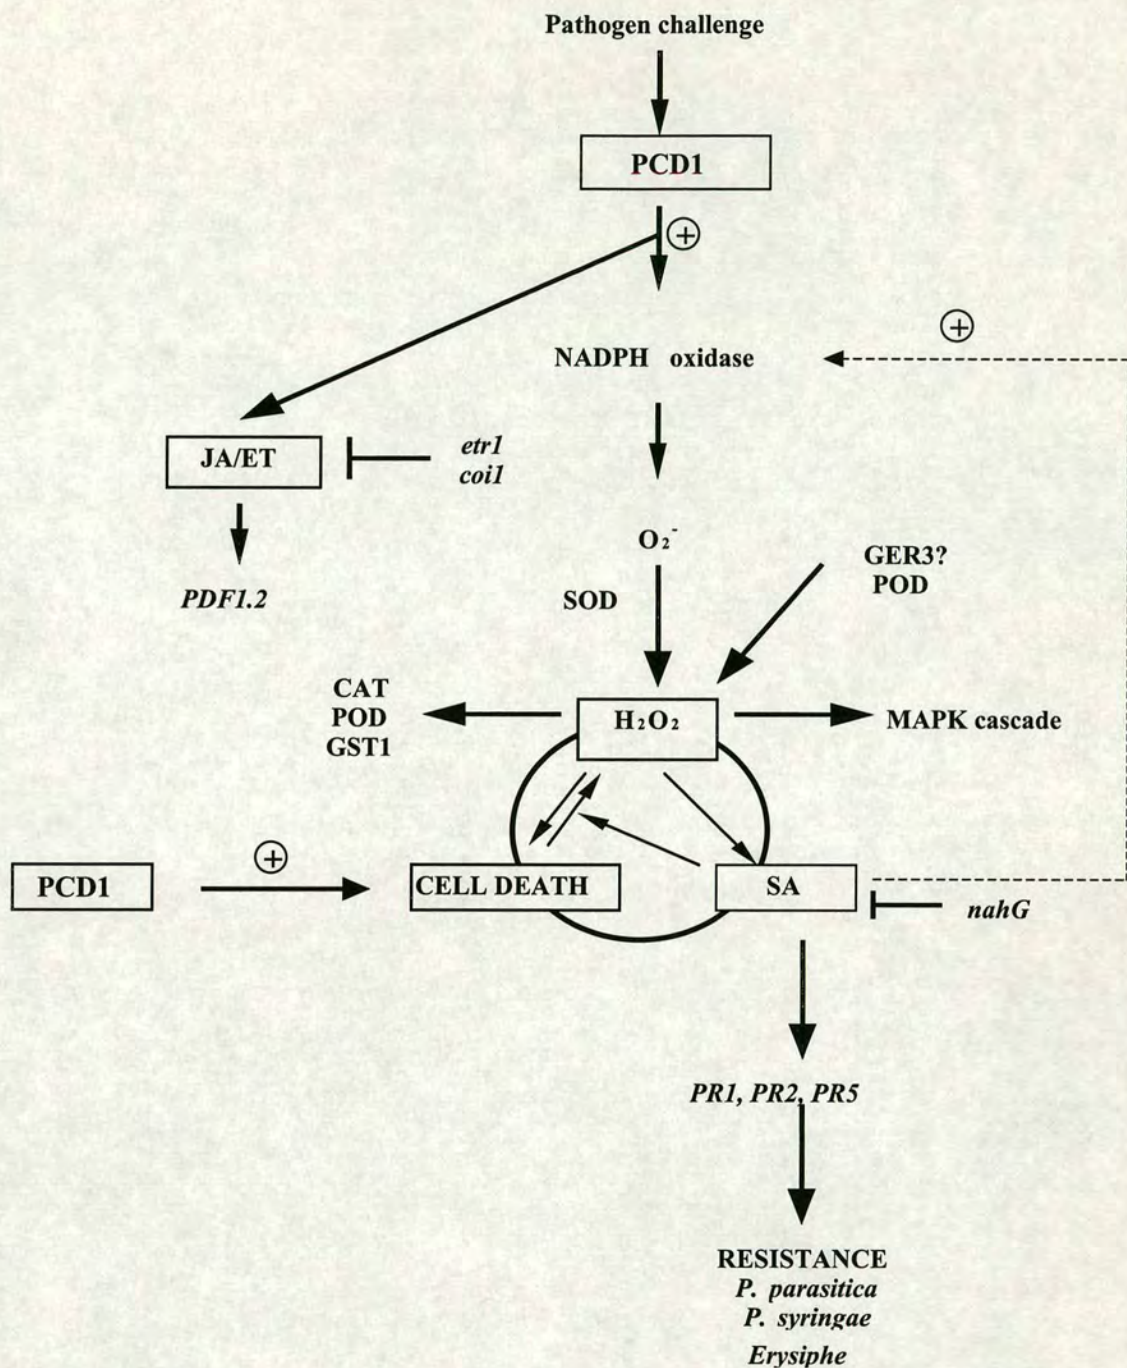 Pathogen challenge
PCD1
+
NADPH oxidase
+
JA/ET
etr1
coi1
PDF1.2
O₂⁻
SOD
GER3?
POD
CAT
POD
GST1
H₂O₂
MAPK cascade
PCD1
+
CELL DEATH
SA
nahG
PR1, PR2, PR5
RESISTANCE
P. parasitica
P. syringae
Erysiphe